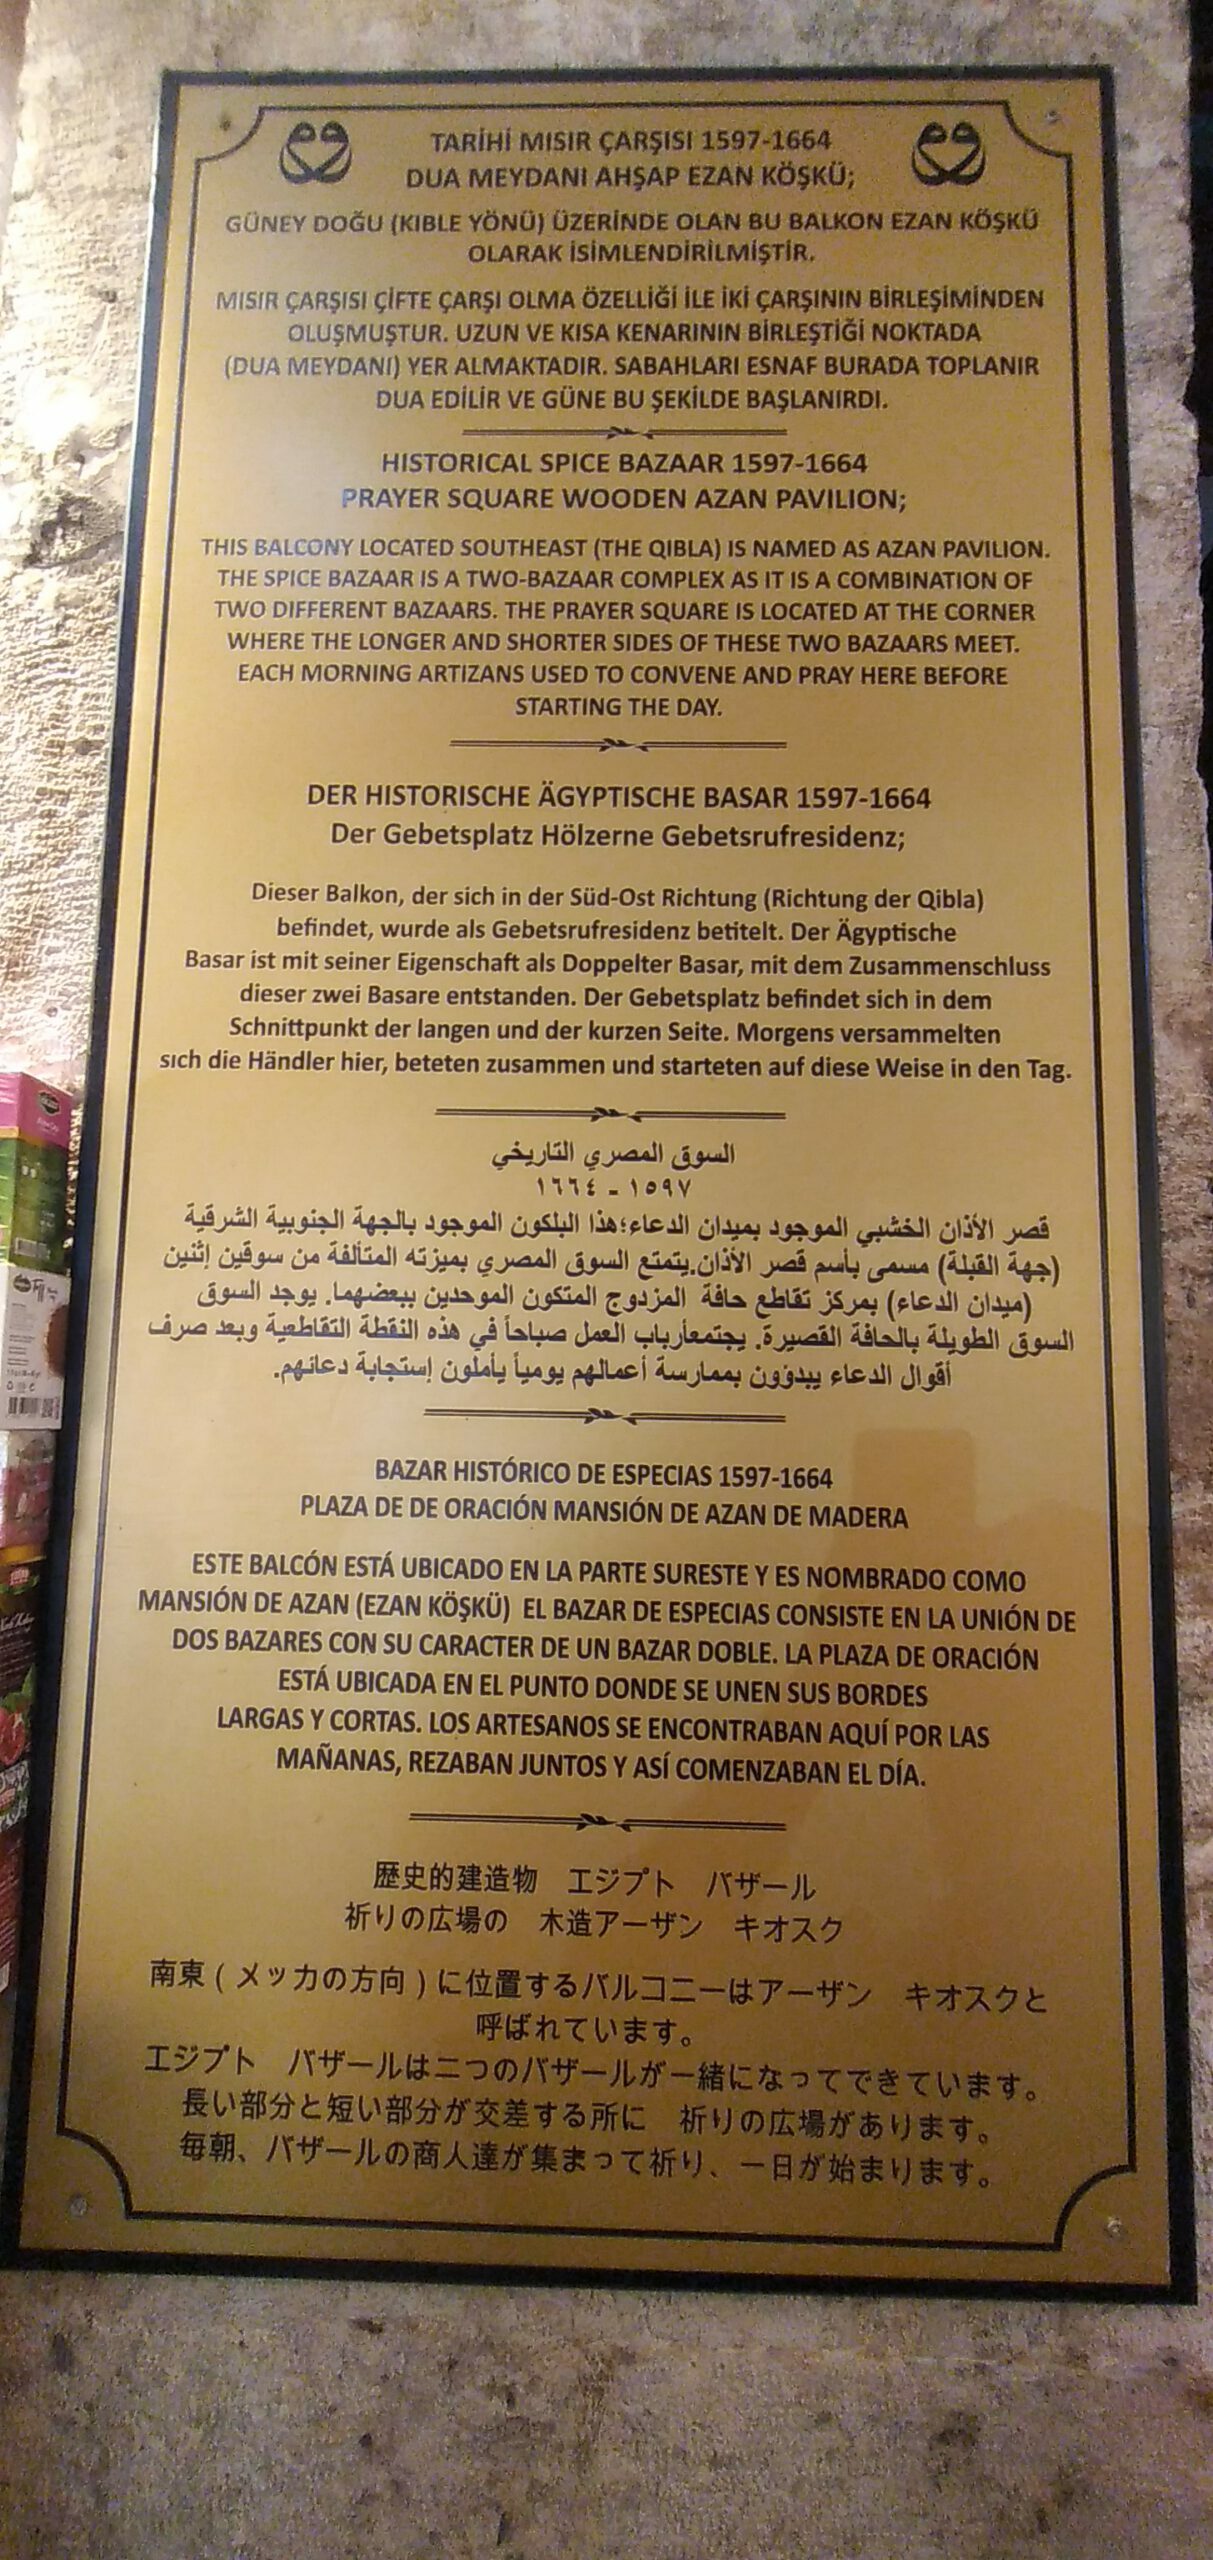 TARİHİ MISIR ÇARŞISI 1597-1664
DUA MEYDANI AHŞAP EZAN KÖŞKÜ;
GÜNEY DOĞU (KIBLE YÖNÜ) ÜZERİNDE OLAN BU BALKON EZAN KÖŞKÜ
OLARAK İSİMLENDİRİLMİŞTİR.
MISIR ÇARŞISI ÇİFTE ÇARŞI OLMA ÖZELLİĞİ İLE İKİ ÇARŞININ BİRLEŞİMİNDEN
OLUŞMUŞTUR. UZUN VE KISA KENARININ BİRLEŞTİĞİ NOKTADA
(DUA MEYDANI) YER ALMAKTADIR. SABAHLARI ESNAF BURADA TOPLANIR
DUA EDİLİR VE GÜNE BU ŞEKİLDE BAŞLANIRDI.
HISTORICAL SPICE BAZAAR 1597-1664
PRAYER SQUARE WOODEN AZAN PAVILION;
THIS BALCONY LOCATED SOUTHEAST (THE QIBLA) IS NAMED AS AZAN PAVILION.
THE SPICE BAZAAR IS A TWO-BAZAAR COMPLEX AS IT IS A COMBINATION OF
TWO DIFFERENT BAZAARS. THE PRAYER SQUARE IS LOCATED AT THE CORNER
WHERE THE LONGER AND SHORTER SIDES OF THESE TWO BAZAARS MEET.
EACH MORNING ARTIZANS USED TO CONVENE AND PRAY HERE BEFORE
STARTING THE DAY.
DER HISTORISCHE ÄGYPTISCHE BASAR 1597-1664
Der Gebetsplatz Hölzerne Gebetsrufresidenz;
Dieser Balkon, der sich in der Süd-Ost Richtung (Richtung der Qibla)
befindet, wurde als Gebetsrufresidenz betitelt. Der Ägyptische
Basar ist mit seiner Eigenschaft als Doppelter Basar, mit dem Zusammenschluss
dieser zwei Basare entstanden. Der Gebetsplatz befindet sich in dem
Schnittpunkt der langen und der kurzen Seite. Morgens versammelten
sıch die Händler hier, beteten zusammen und starteten auf diese Weise in den Tag.
السوق المصري التاريخي
١٥٩٧ - ١٦٦٤
قصر الأذان الخشبي الموجود بميدان الدعاء؛هذا البلكون الموجود بالجهة الجنوبية الشرقية
(جهة القبلة) مسمى بأسم قصر الأذان.يتمتع السوق المصري بميزته المتألفة من سوقين إثنين
(ميدان الدعاء) بمركز تقاطع حافة المزدوج المتكون الموحدين ببعضهما. يوجد السوق
السوق الطويلة بالحافة القصيرة. يجتمعأرباب العمل صباحاً في هذه النقطة التقاطعية وبعد صرف
أقوال الدعاء يبدؤون بممارسة أعمالهم يومياً يأملون إستجابة دعائهم.
BAZAR HISTÓRICO DE ESPECIAS 1597-1664
PLAZA DE DE ORACIÓN MANSIÓN DE AZAN DE MADERA
ESTE BALCÓN ESTÁ UBICADO EN LA PARTE SURESTE Y ES NOMBRADO COMO
MANSIÓN DE AZAN (EZAN KÖŞKÜ) EL BAZAR DE ESPECIAS CONSISTE EN LA UNIÓN DE
DOS BAZARES CON SU CARACTER DE UN BAZAR DOBLE. LA PLAZA DE ORACIÓN
ESTÁ UBICADA EN EL PUNTO DONDE SE UNEN SUS BORDES
LARGAS Y CORTAS. LOS ARTESANOS SE ENCONTRABAN AQUÍ POR LAS
MAÑANAS, REZABAN JUNTOS Y ASÍ COMENZABAN EL DÍA.
歴史的建造物 エジプト バザール
祈りの広場の 木造アーザン キオスク
南東(メッカの方向)に位置するバルコニーはアーザン キオスクと
呼ばれています。
エジプト バザールは二つのバザールが一緒になってできています。
長い部分と短い部分が交差する所に 祈りの広場があります。
毎朝、バザールの商人達が集まって祈り、一日が始まります。